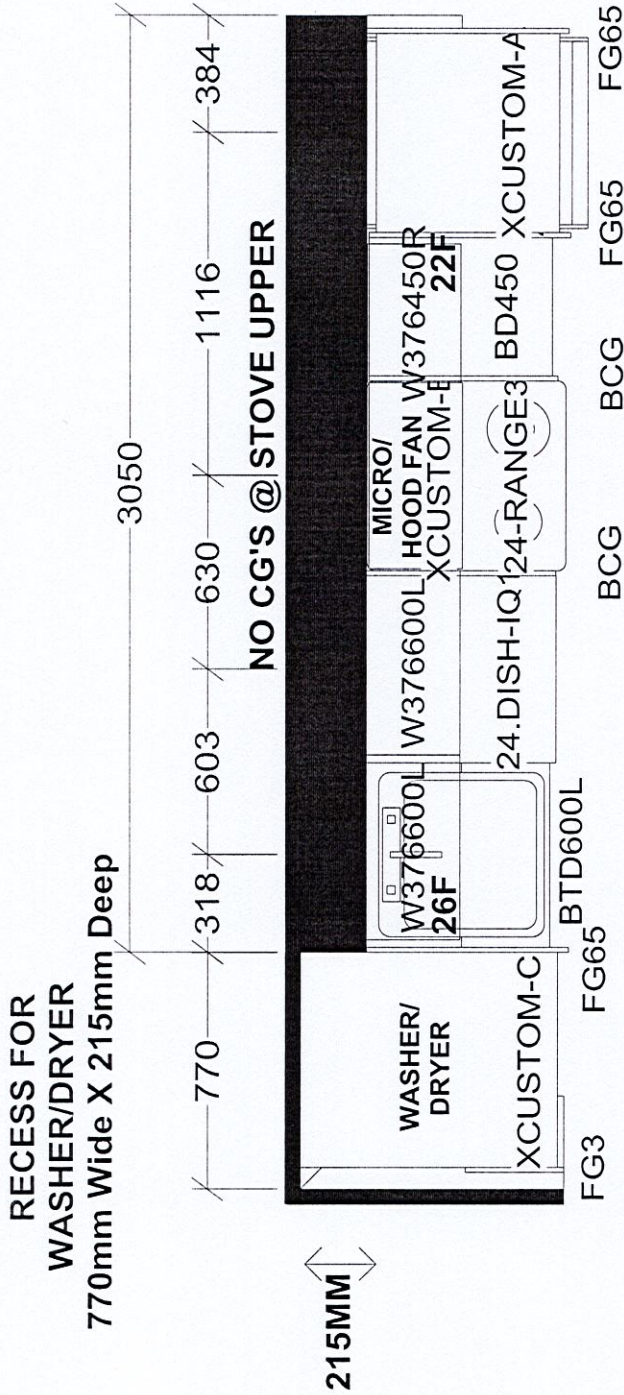 RECESS FOR
WASHER/DRYER
770mm Wide X 215mm Deep
3050
770
318
603
630
1116
384
NO CG'S @ STOVE UPPER
215MM
WASHER/
DRYER
XCUSTOM-C
W376600L
26F
W376600L
MICRO/
HOOD FAN
XCUSTOM-
W376450R
22F
24.DISH-IQ1
24-RANGE3
BD450
XCUSTOM-A
BTD600L
FG3
FG65
BCG
BCG
FG65
FG65